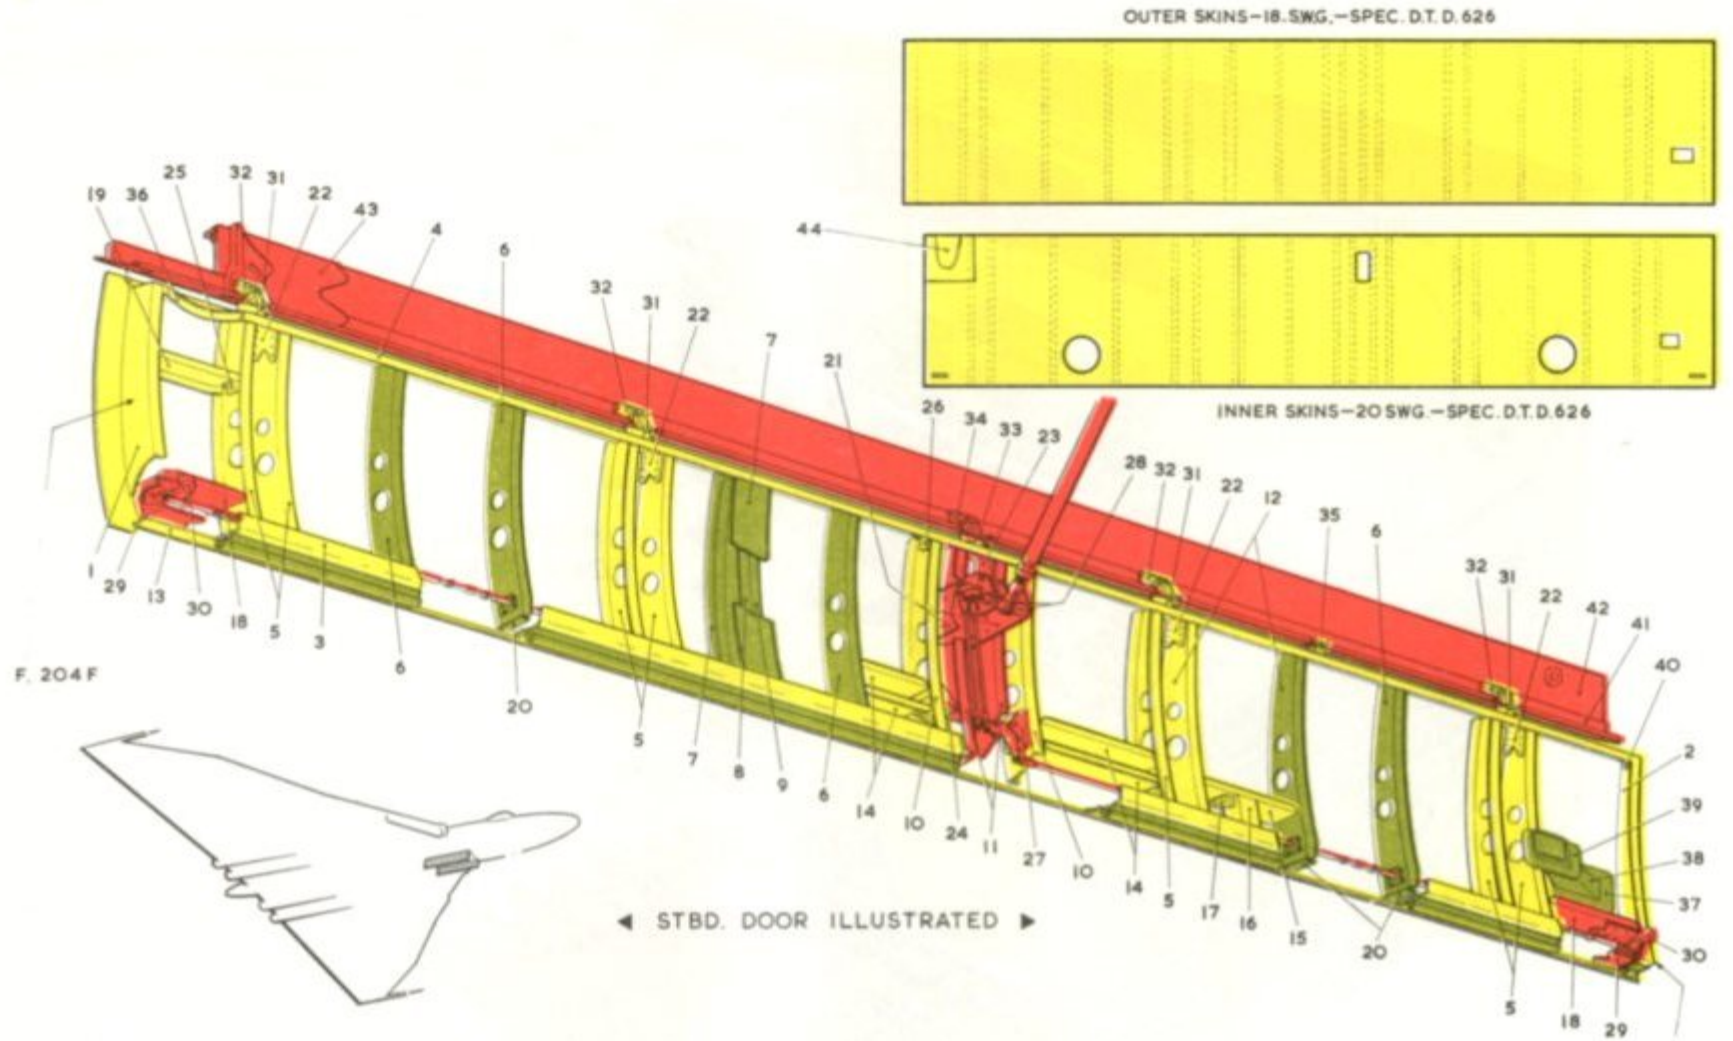 OUTER SKINS–18.SWG.–SPEC. D.T. D. 626
44
INNER SKINS–20 SWG.–SPEC. D.T.D. 626
19 36 25 32 31 22 43 4 6 32 31 22 7 21 26 34 33 23 28 32 31 22 12 35 6 32 31 22 42 41 40
2
39
38
37
30
1 29 13 30 18 5 3 6 20 5 7 8 9 6 14 10 24 11 27 10 14 5 17 16 15 20 5 18 29
F. 204F
◄ STBD. DOOR ILLUSTRATED ►